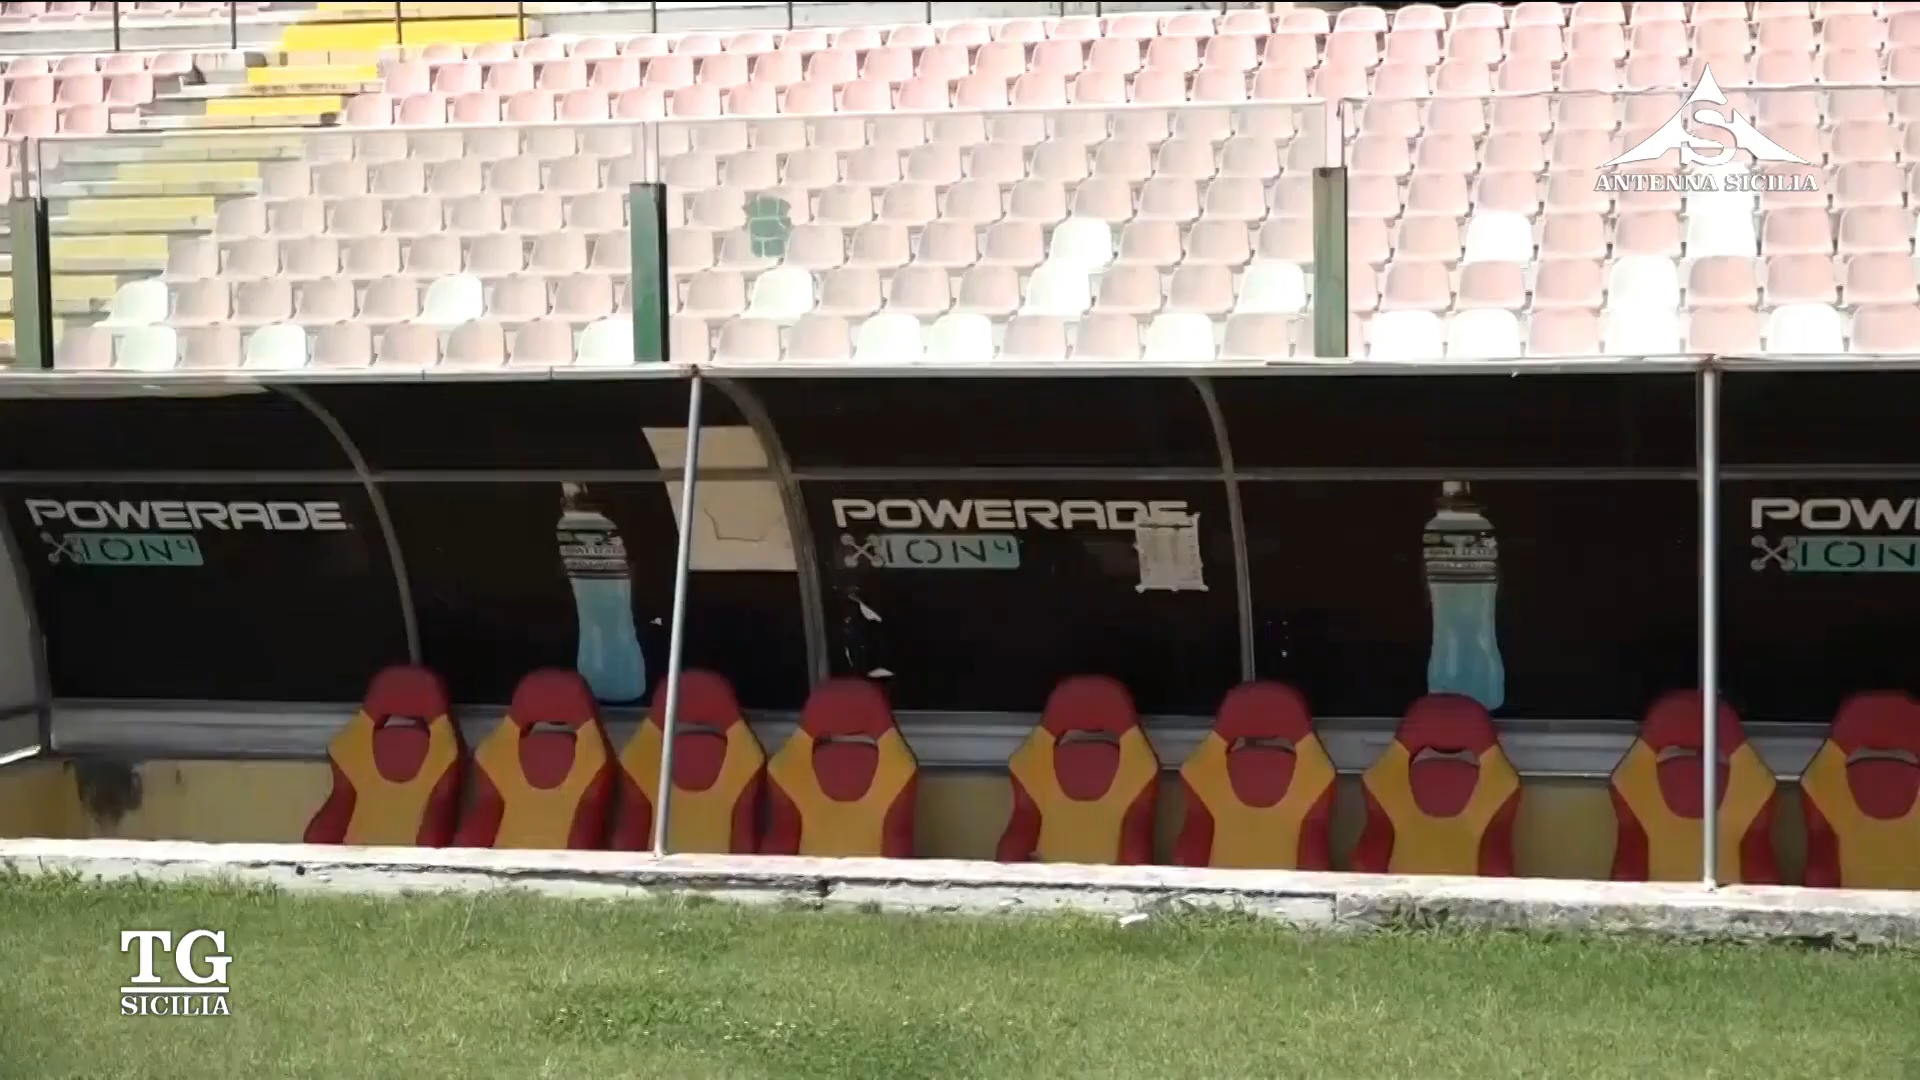 ANTENNA SICILIA
POWERADE
ION4
POWERADE
ION4
POW
ION
TG
SICILIA